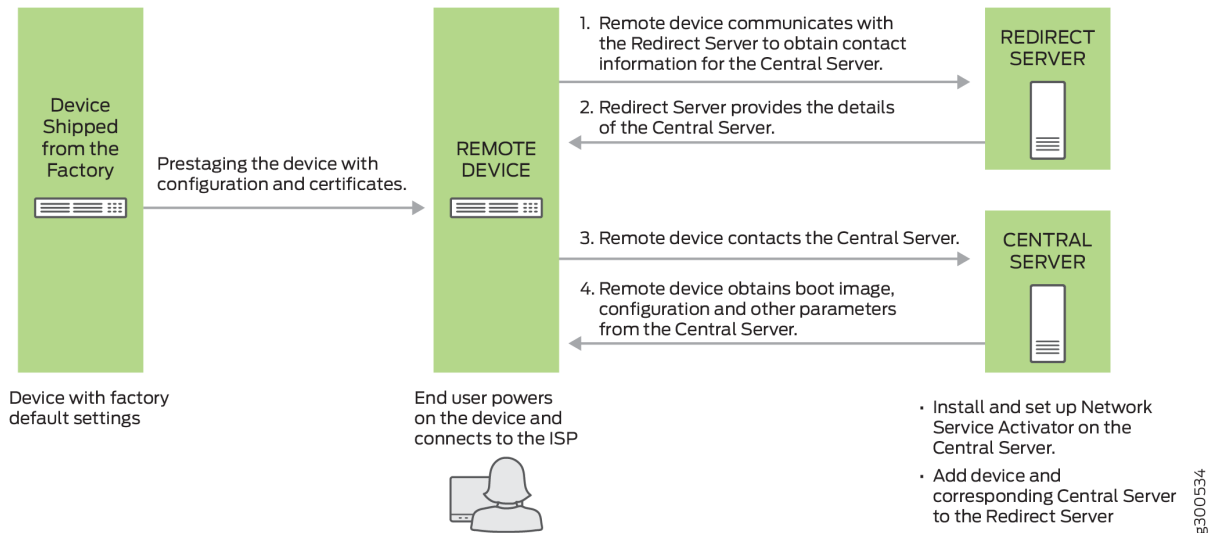 Device
Shipped
from the
Factory
Prestaging the device with
configuration and certificates.
REMOTE
DEVICE
1. Remote device communicates with
the Redirect Server to obtain contact
information for the Central Server.
2. Redirect Server provides the details
of the Central Server.
REDIRECT
SERVER
3. Remote device contacts the Central Server.
4. Remote device obtains boot image,
configuration and other parameters
from the Central Server.
CENTRAL
SERVER
Device with factory
default settings
End user powers
on the device and
connects to the ISP
· Install and set up Network
Service Activator on the
Central Server.
· Add device and
corresponding Central Server
to the Redirect Server
g300534